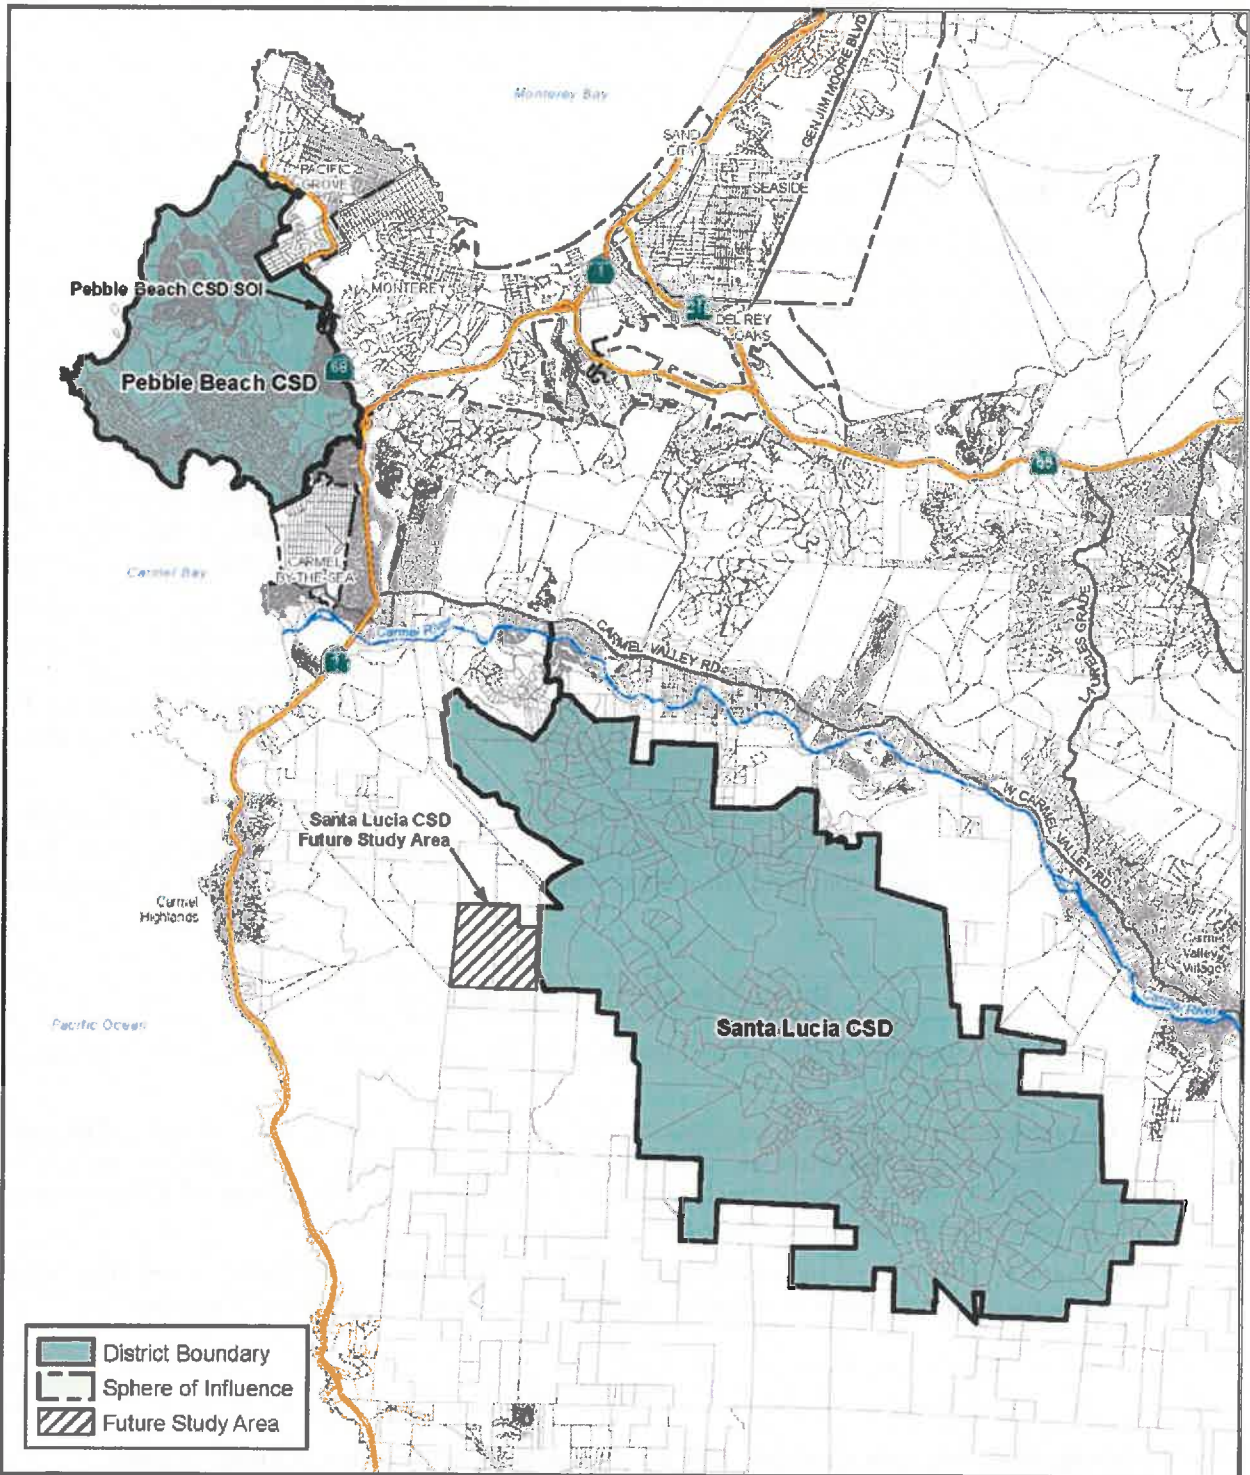 Monterey Bay
GEN JIM MOORE BLVD
SAND
CITY
SEASIDE
PACIFIC
GROVE
Pebble Beach CSD SOI
MONTEREY
1
DEL REY
OAKS
68
Pebble Beach CSD
CARMEL
BY-THE-SEA
Carmel Bay
Carmel River
CARMEL VALLEY RD
LAURELES GRADE
W CARMEL VALLEY RD
Santa Lucia CSD
Future Study Area
Carmel
Highlands
Carmel
Valley
Village
Carmel River
Pacific Ocean
Santa Lucia CSD
District Boundary
Sphere of Influence
Future Study Area